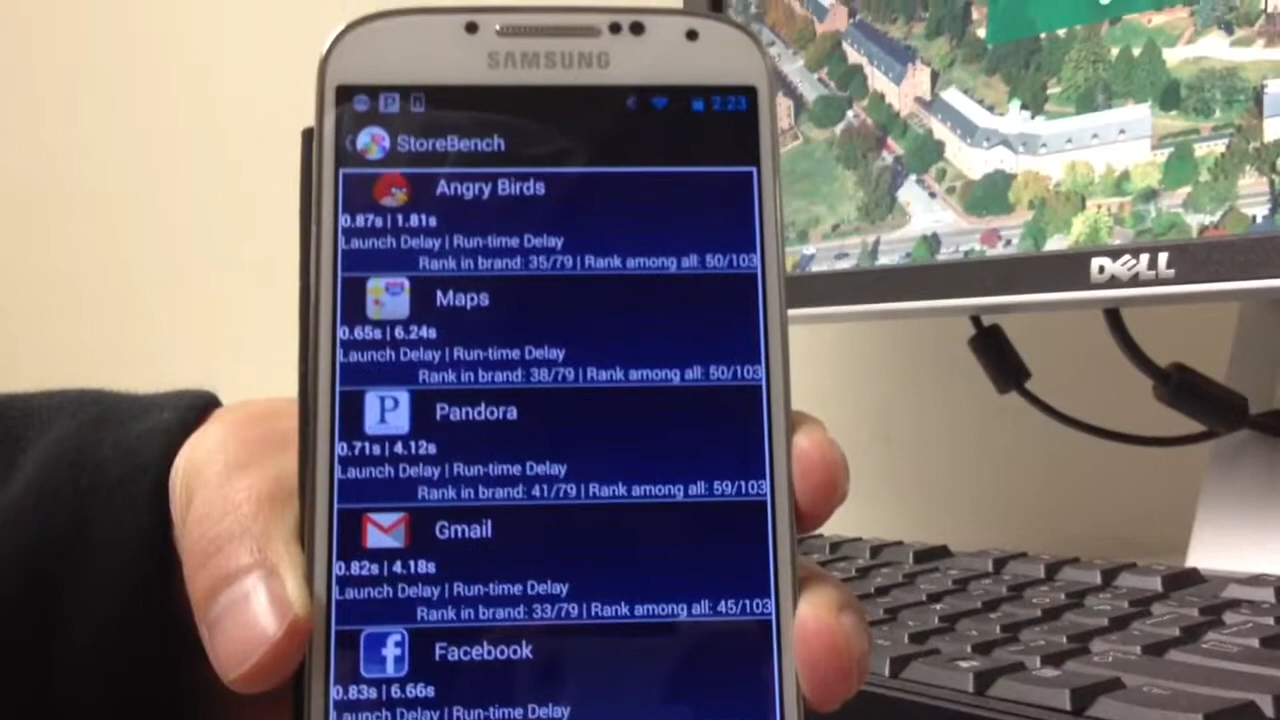 SAMSUNG
2:23
StoreBench
Angry Birds
0.87s | 1.81s
Launch Delay | Run-time Delay
Rank in brand: 35/79 | Rank among all: 50/103
Maps
0.65s | 6.24s
Launch Delay | Run-time Delay
Rank in brand: 38/79 | Rank among all: 50/103
P Pandora
0.71s | 4.12s
Launch Delay | Run-time Delay
Rank in brand: 41/79 | Rank among all: 59/103
Gmail
0.82s | 4.18s
Launch Delay | Run-time Delay
Rank in brand: 33/79 | Rank among all: 45/103
f Facebook
0.83s | 6.66s
Launch Delay | Run-time Delay
DELL